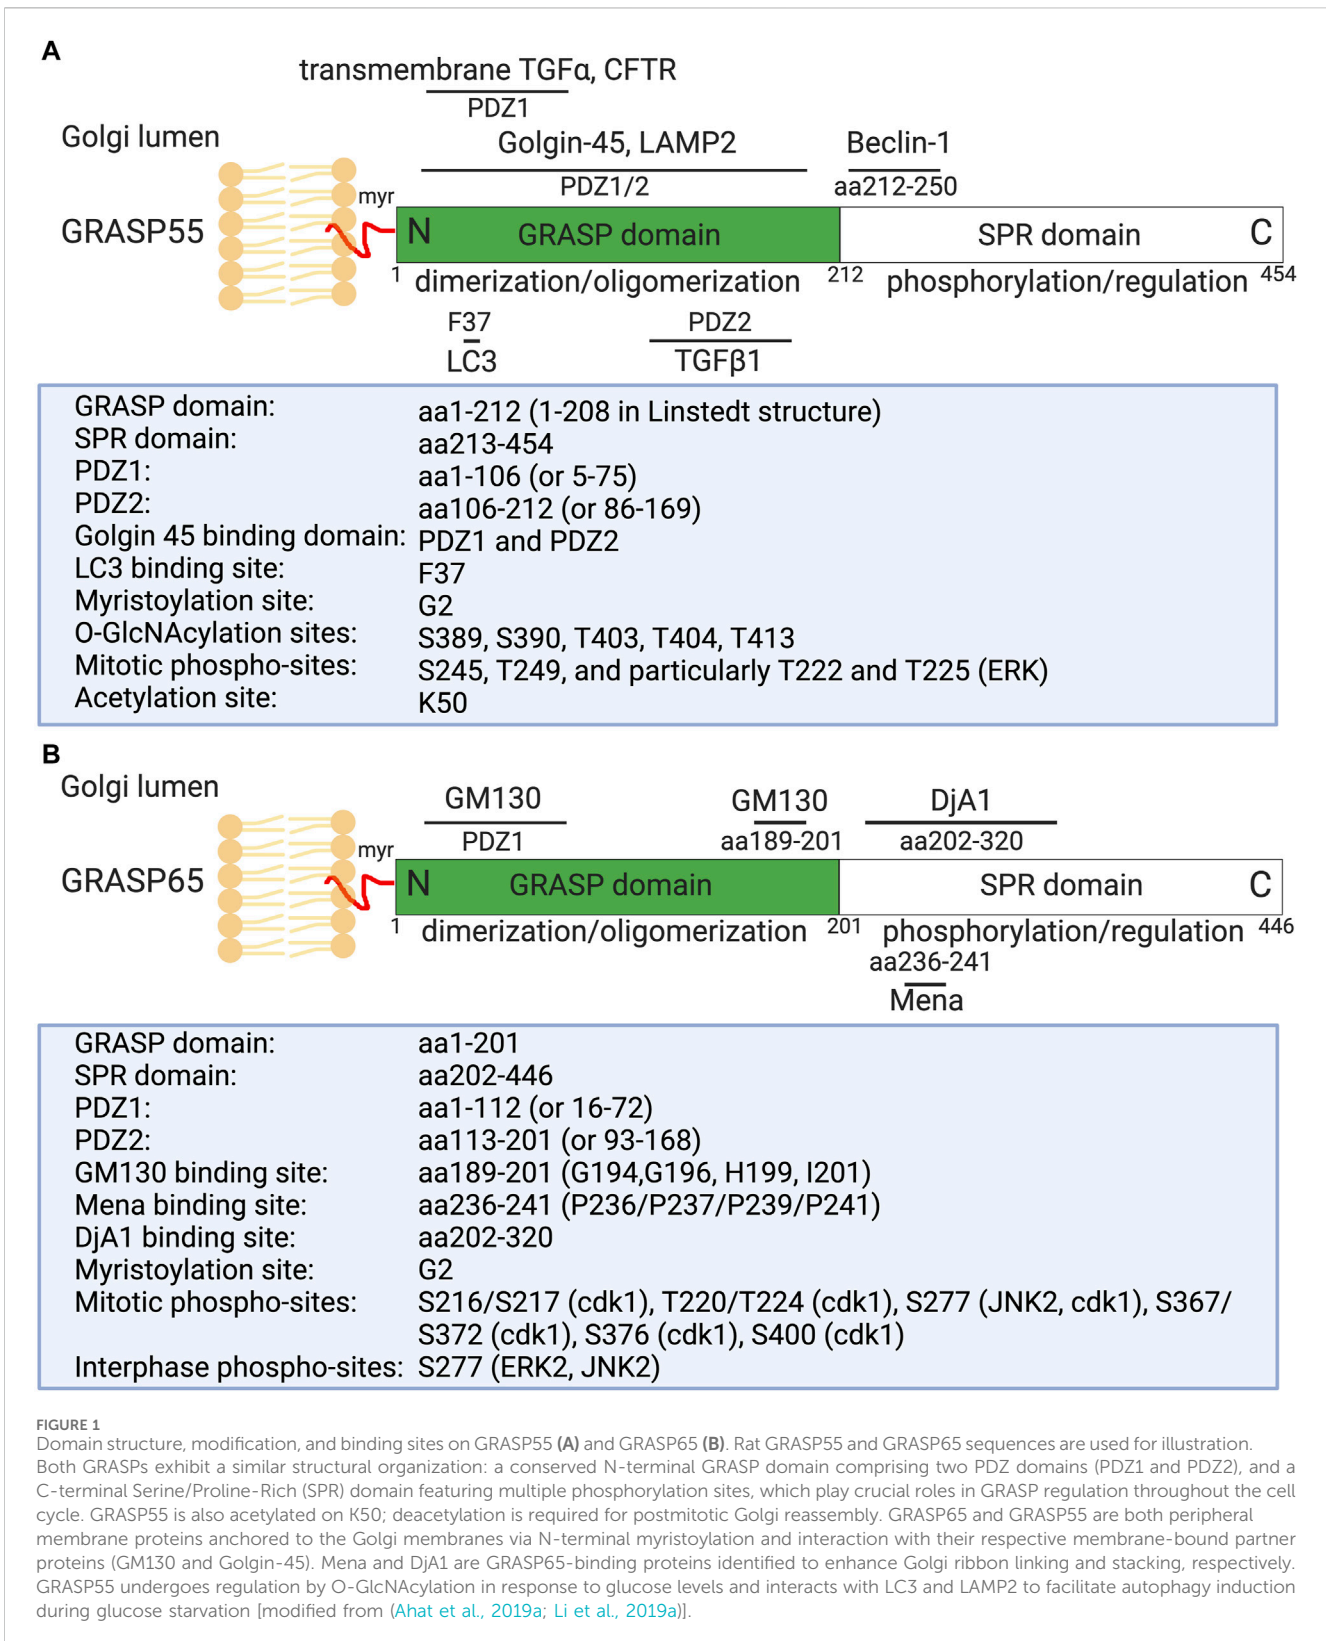 A
transmembrane TGFα, CFTR
PDZ1
Golgi lumen
Golgin-45, LAMP2
Beclin-1
PDZ1/2
aa212-250
myr
GRASP55
N
GRASP domain
SPR domain
C
1
dimerization/oligomerization
212
phosphorylation/regulation
454
F37
LC3
PDZ2
TGFβ1
GRASP domain: aa1-212 (1-208 in Linstedt structure)
SPR domain: aa213-454
PDZ1: aa1-106 (or 5-75)
PDZ2: aa106-212 (or 86-169)
Golgin 45 binding domain: PDZ1 and PDZ2
LC3 binding site: F37
Myristoylation site: G2
O-GlcNAcylation sites: S389, S390, T403, T404, T413
Mitotic phospho-sites: S245, T249, and particularly T222 and T225 (ERK)
Acetylation site: K50
B
Golgi lumen
GM130
PDZ1
GM130
aa189-201
DjA1
aa202-320
myr
GRASP65
N
GRASP domain
SPR domain
C
1
dimerization/oligomerization
201
phosphorylation/regulation
446
aa236-241
Mena
GRASP domain: aa1-201
SPR domain: aa202-446
PDZ1: aa1-112 (or 16-72)
PDZ2: aa113-201 (or 93-168)
GM130 binding site: aa189-201 (G194,G196, H199, I201)
Mena binding site: aa236-241 (P236/P237/P239/P241)
DjA1 binding site: aa202-320
Myristoylation site: G2
Mitotic phospho-sites: S216/S217 (cdk1), T220/T224 (cdk1), S277 (JNK2, cdk1), S367/
S372 (cdk1), S376 (cdk1), S400 (cdk1)
Interphase phospho-sites: S277 (ERK2, JNK2)
FIGURE 1
Domain structure, modification, and binding sites on GRASP55 (A) and GRASP65 (B). Rat GRASP55 and GRASP65 sequences are used for illustration.
Both GRASPs exhibit a similar structural organization: a conserved N-terminal GRASP domain comprising two PDZ domains (PDZ1 and PDZ2), and a
C-terminal Serine/Proline-Rich (SPR) domain featuring multiple phosphorylation sites, which play crucial roles in GRASP regulation throughout the cell
cycle. GRASP55 is also acetylated on K50; deacetylation is required for postmitotic Golgi reassembly. GRASP65 and GRASP55 are both peripheral
membrane proteins anchored to the Golgi membranes via N-terminal myristoylation and interaction with their respective membrane-bound partner
proteins (GM130 and Golgin-45). Mena and DjA1 are GRASP65-binding proteins identified to enhance Golgi ribbon linking and stacking, respectively.
GRASP55 undergoes regulation by O-GlcNAcylation in response to glucose levels and interacts with LC3 and LAMP2 to facilitate autophagy induction
during glucose starvation [modified from (Ahat et al., 2019a; Li et al., 2019a)].